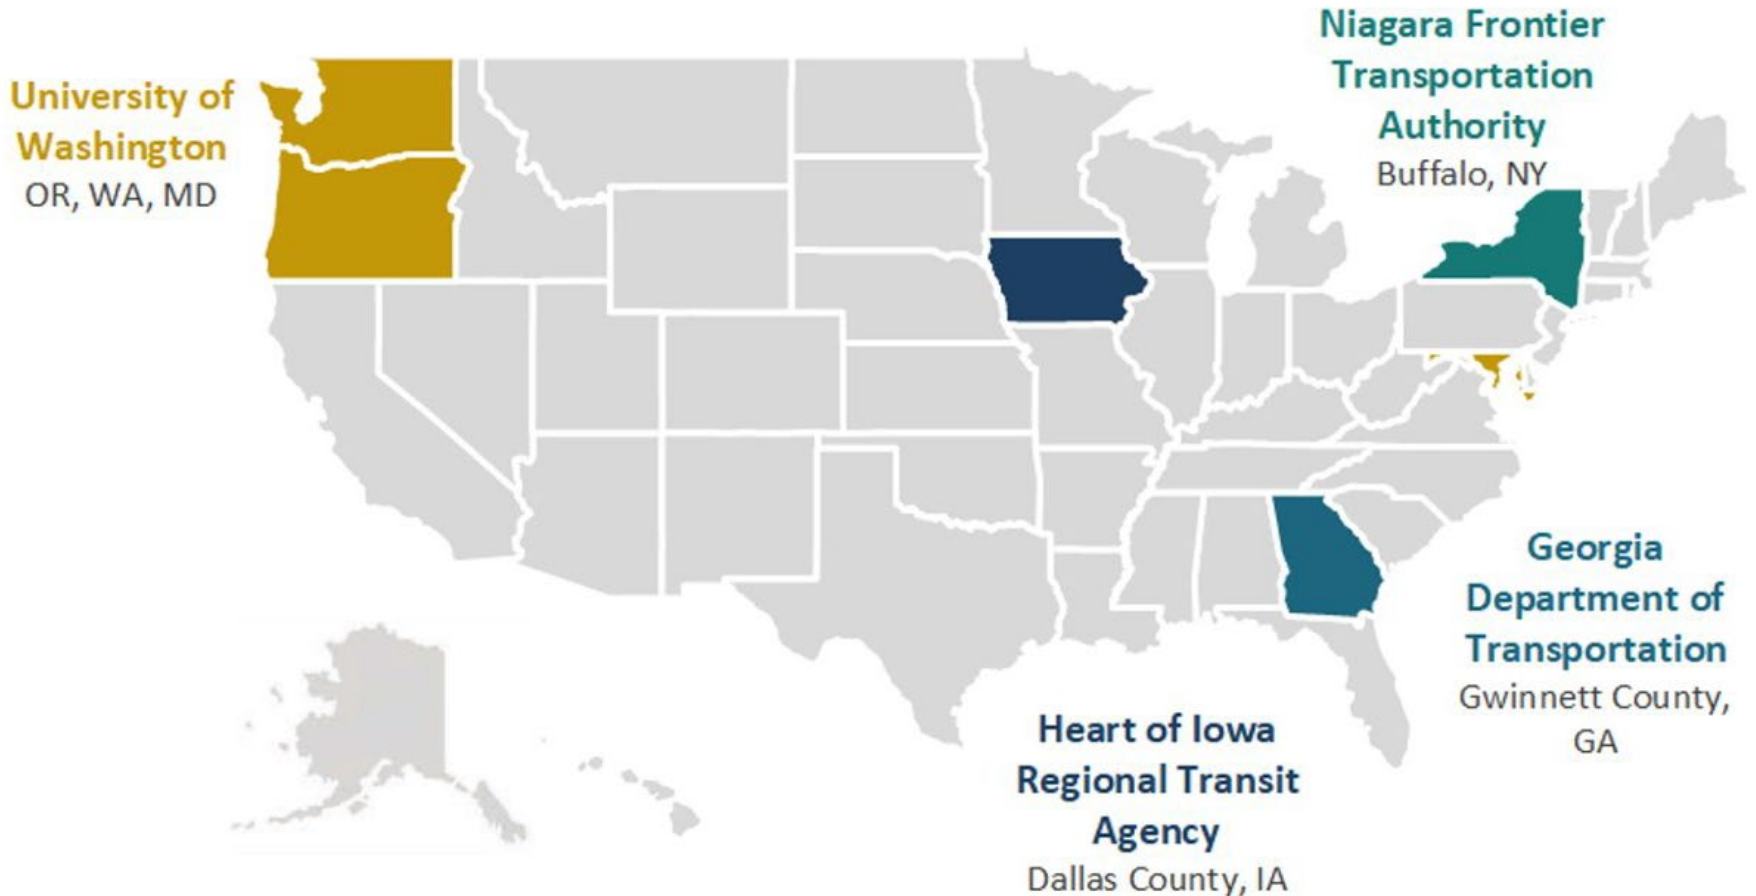 University of
Washington
OR, WA, MD
Niagara Frontier
Transportation
Authority
Buffalo, NY
Georgia
Department of
Transportation
Gwinnett County,
GA
Heart of Iowa
Regional Transit
Agency
Dallas County, IA